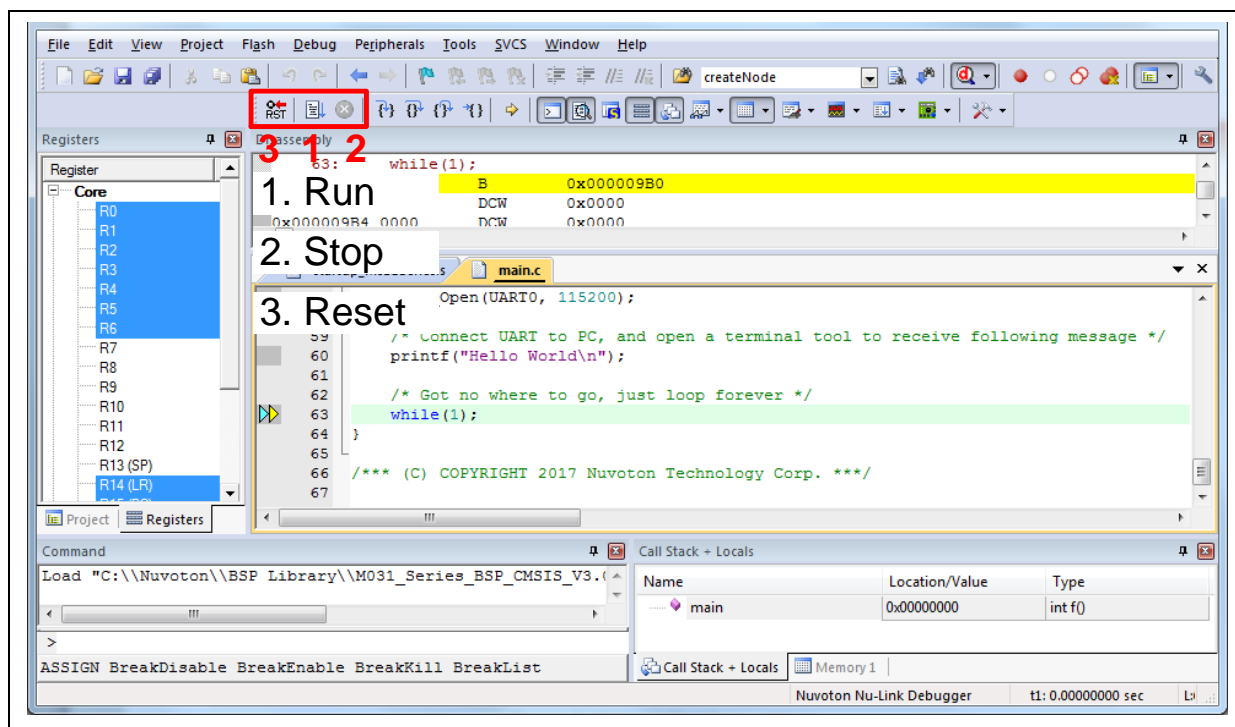 File Edit View Project Flash Debug Peripherals Tools SVCS Window Help
createNode
RST
3 1 2
Registers
Disassembly
Register
Core
R0
R1
R2
R3
R4
R5
R6
R7
R8
R9
R10
R11
R12
R13 (SP)
R14 (LR)
Project Registers
63: while(1);
B 0x000009B0
DCW 0x0000
0x000009B4 0000 DCW 0x0000
1. Run
2. Stop
3. Reset
main.c
Open(UART0, 115200);
59 /* Connect UART to PC, and open a terminal tool to receive following message */
60 printf("Hello World\n");
61
62 /* Got no where to go, just loop forever */
63 while(1);
64 }
65
66 /*** (C) COPYRIGHT 2017 Nuvoton Technology Corp. ***/
67
Command
Load "C:\\Nuvoton\\BSP Library\\M031_Series_BSP_CMSIS_V3.
>
ASSIGN BreakDisable BreakEnable BreakKill BreakList
Call Stack + Locals
Name Location/Value Type
main 0x00000000 int f()
Call Stack + Locals Memory 1
Nuvoton Nu-Link Debugger t1: 0.00000000 sec